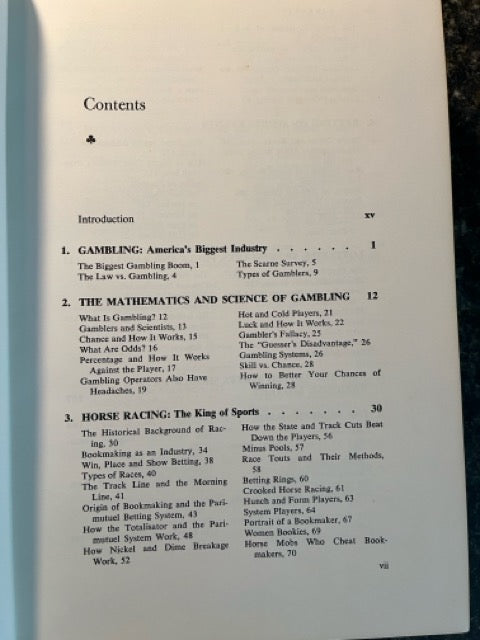 Contents
Introduction xv
1. GAMBLING: America's Biggest Industry . . . . . . 1
The Biggest Gambling Boom, 1
The Law vs. Gambling, 4
The Scarne Survey, 5
Types of Gamblers, 9
2. THE MATHEMATICS AND SCIENCE OF GAMBLING 12
What Is Gambling? 12
Gamblers and Scientists, 13
Chance and How It Works, 15
What Are Odds? 16
Percentage and How It Works
Against the Player, 17
Gambling Operators Also Have
Headaches, 19
Hot and Cold Players, 21
Luck and How It Works, 22
Gambler's Fallacy, 25
The "Guesser's Disadvantage," 26
Gambling Systems, 26
Skill vs. Chance, 28
How to Better Your Chances of
Winning, 28
3. HORSE RACING: The King of Sports . . . . . . . 30
The Historical Background of Rac-
ing, 30
Bookmaking as an Industry, 34
Win, Place and Show Betting, 38
Types of Races, 40
The Track Line and the Morning
Line, 41
Origin of Bookmaking and the Pari-
mutuel Betting System, 43
How the Totalisator and the Pari-
mutuel System Work, 48
How Nickel and Dime Breakage
Work, 52
How the State and Track Cuts Beat
Down the Players, 56
Minus Pools, 57
Race Touts and Their Methods,
58
Betting Rings, 60
Crooked Horse Racing, 61
Hunch and Form Players, 63
System Players, 64
Portrait of a Bookmaker, 67
Women Bookies, 69
Horse Mobs Who Cheat Book-
makers, 70
vii